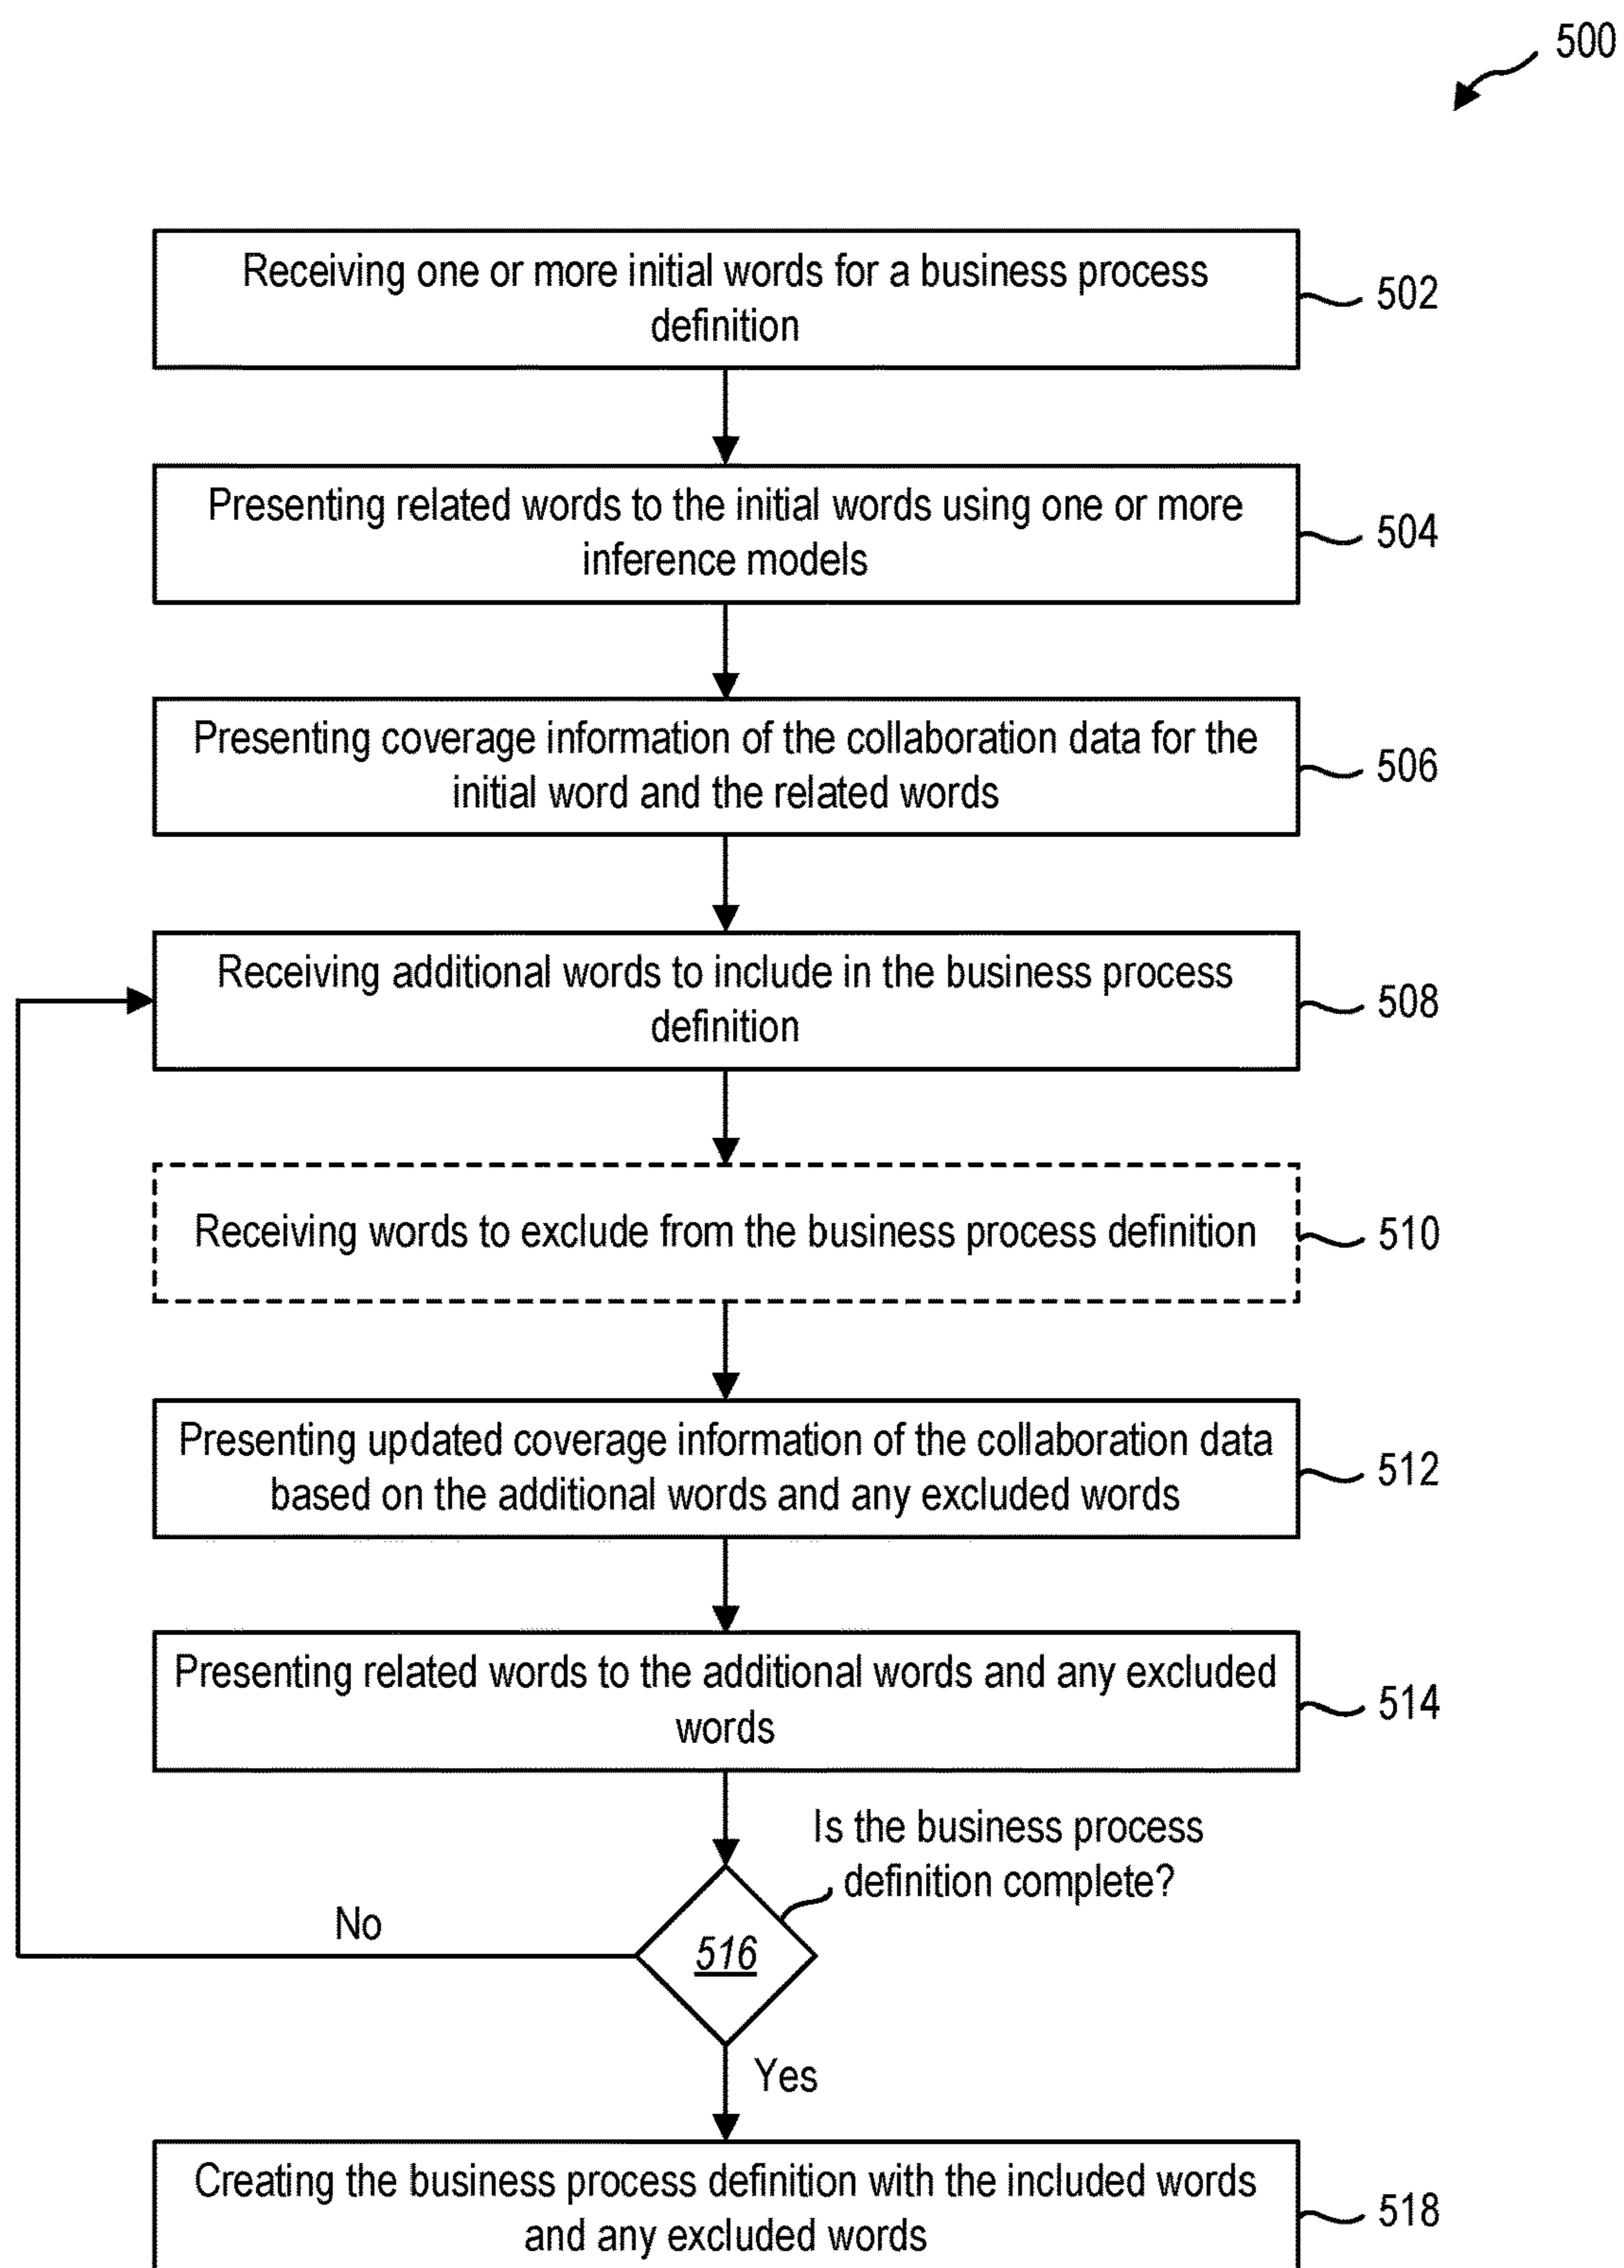 500
Receiving one or more initial words for a business process
definition
502
Presenting related words to the initial words using one or more
inference models
504
Presenting coverage information of the collaboration data for the
initial word and the related words
506
Receiving additional words to include in the business process
definition
508
Receiving words to exclude from the business process definition
510
Presenting updated coverage information of the collaboration data
based on the additional words and any excluded words
512
Presenting related words to the additional words and any excluded
words
514
Is the business process
definition complete?
No
516
Yes
Creating the business process definition with the included words
and any excluded words
518